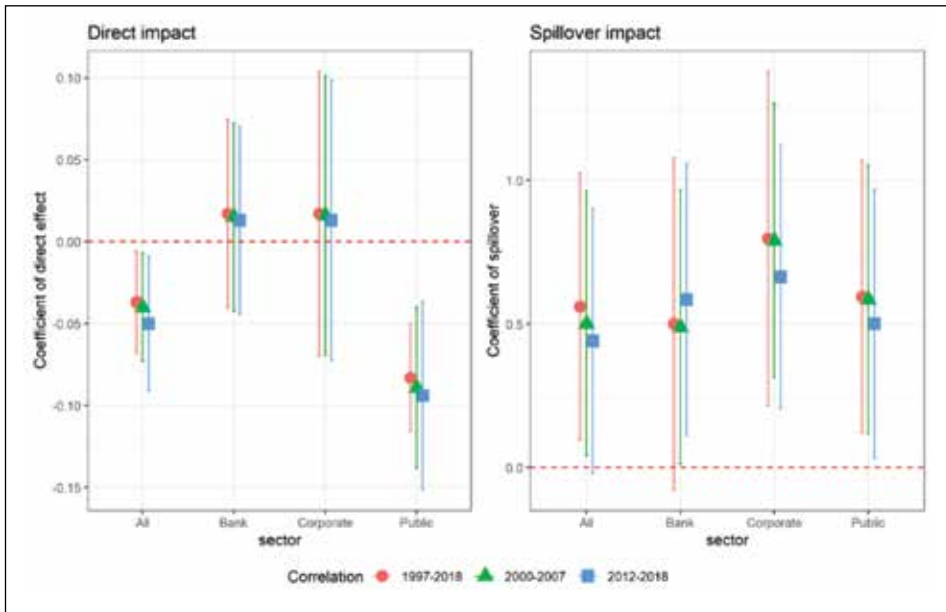 Direct impact
Coefficient of direct effect
0.10
0.05
0.00
-0.05
-0.10
-0.15
All Bank Corporate Public
sector
Spillover impact
Coefficient of spillover
1.0
0.5
0.0
All Bank Corporate Public
sector
Correlation 1997-2018 2000-2007 2012-2018